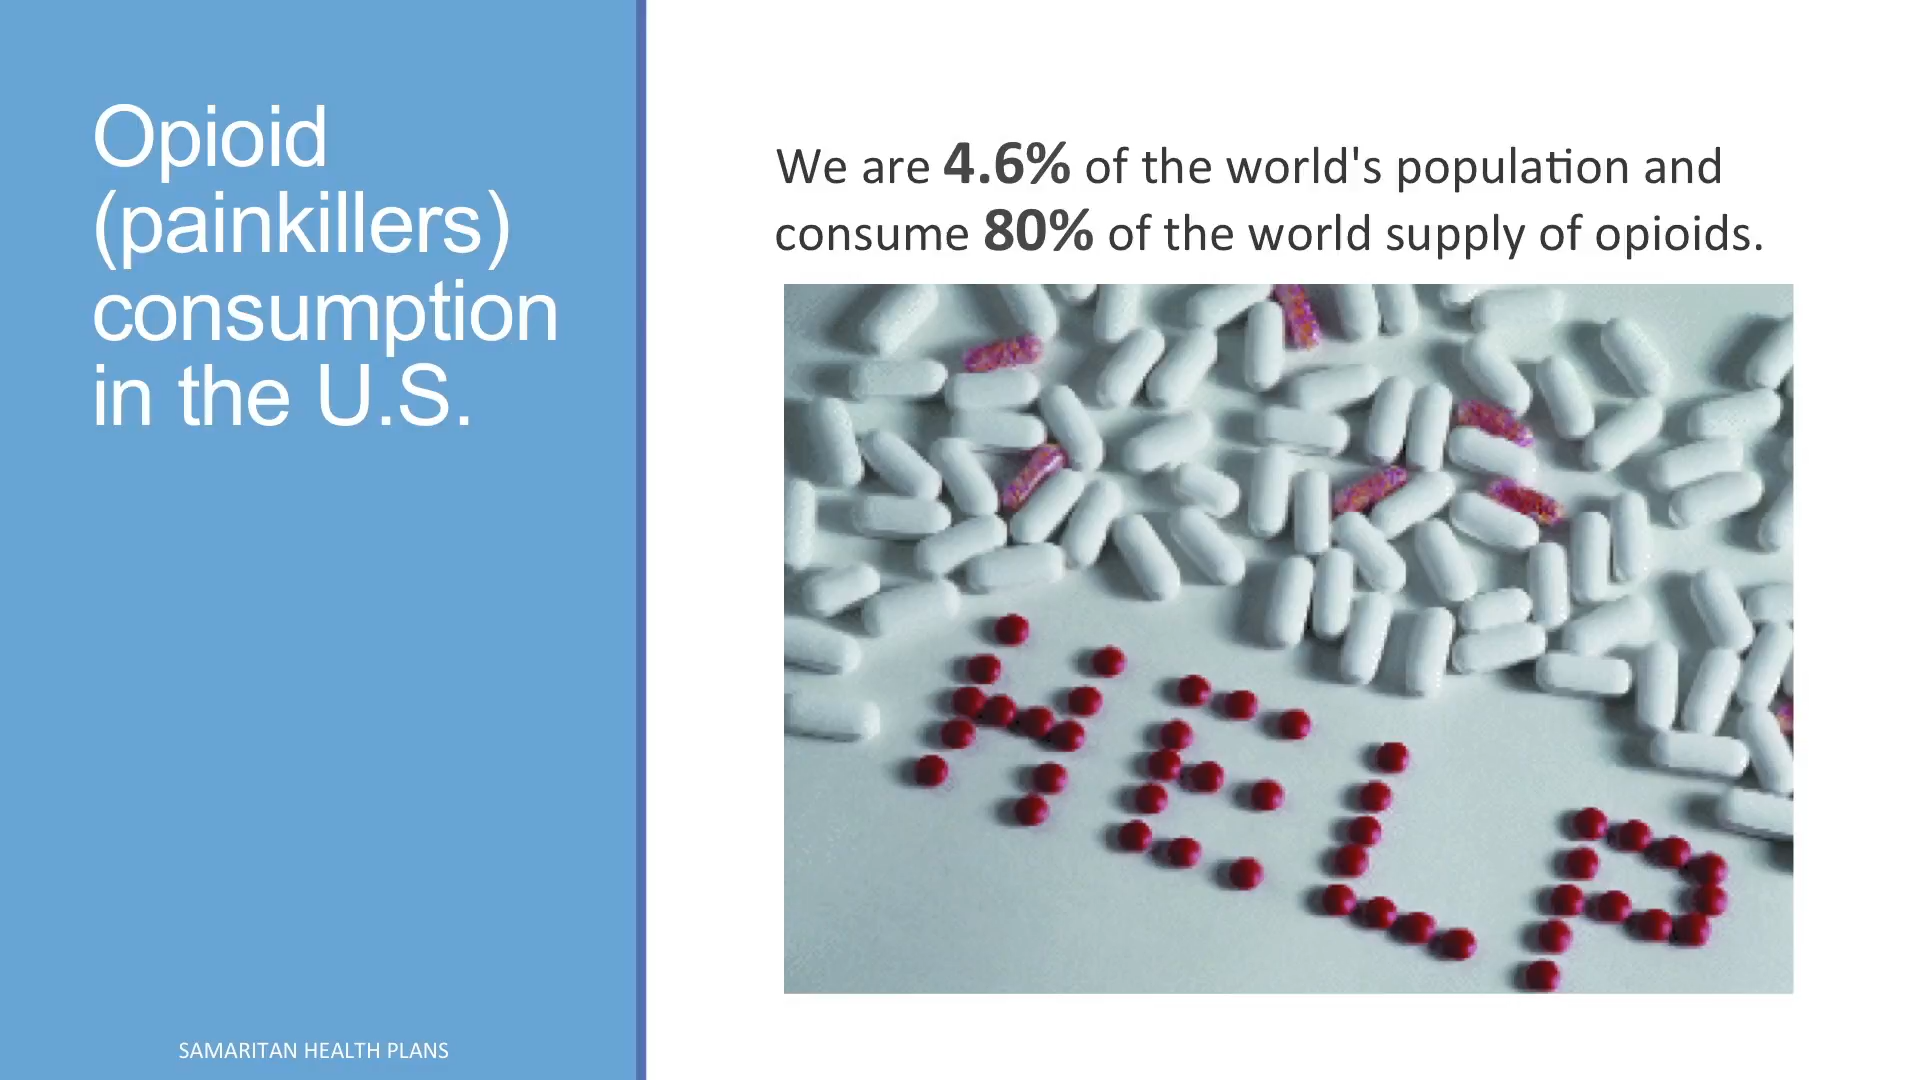 Opioid
(painkillers)
consumption
in the U.S.
We are 4.6% of the world's population and
consume 80% of the world supply of opioids.
HELP
SAMARITAN HEALTH PLANS